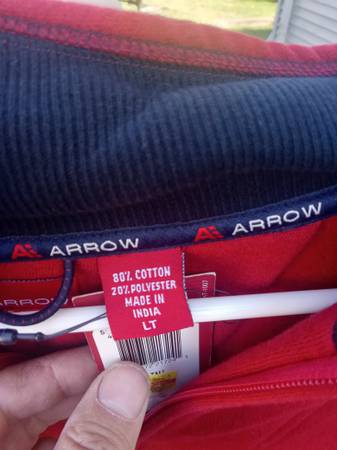 ARROW
ARROW
ARROW
80% COTTON
20% POLYESTER
MADE IN
INDIA
LT